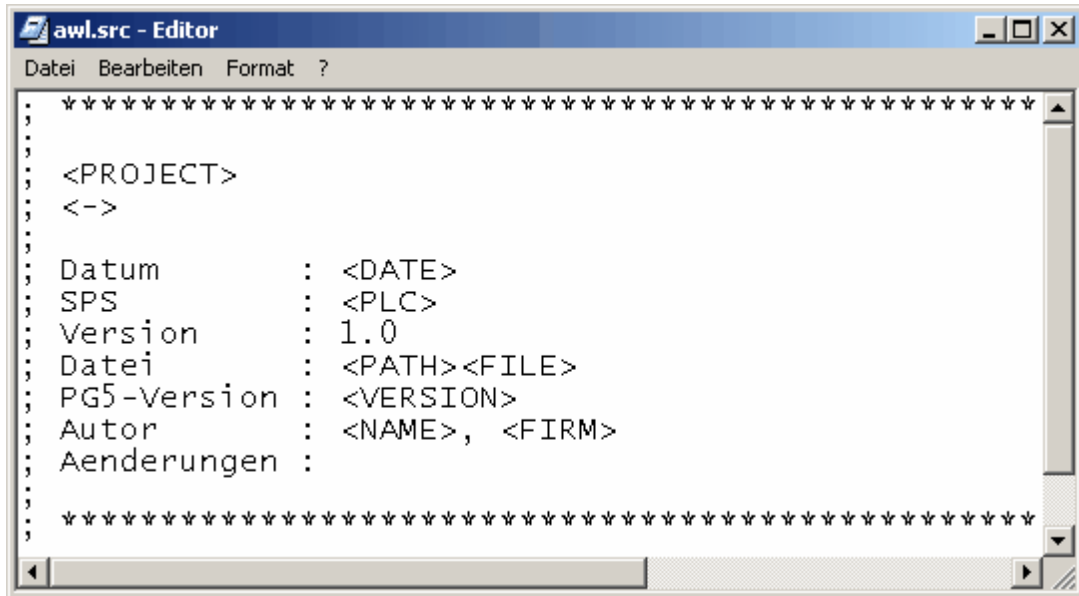 awl.src - Editor
Datei Bearbeiten Format ?
; *************************************************
;
; <PROJECT>
; <->
;
; Datum : <DATE>
; SPS : <PLC>
; Version : 1.0
; Datei : <PATH><FILE>
; PG5-Version : <VERSION>
; Autor : <NAME>, <FIRM>
; Aenderungen :
;
; *************************************************